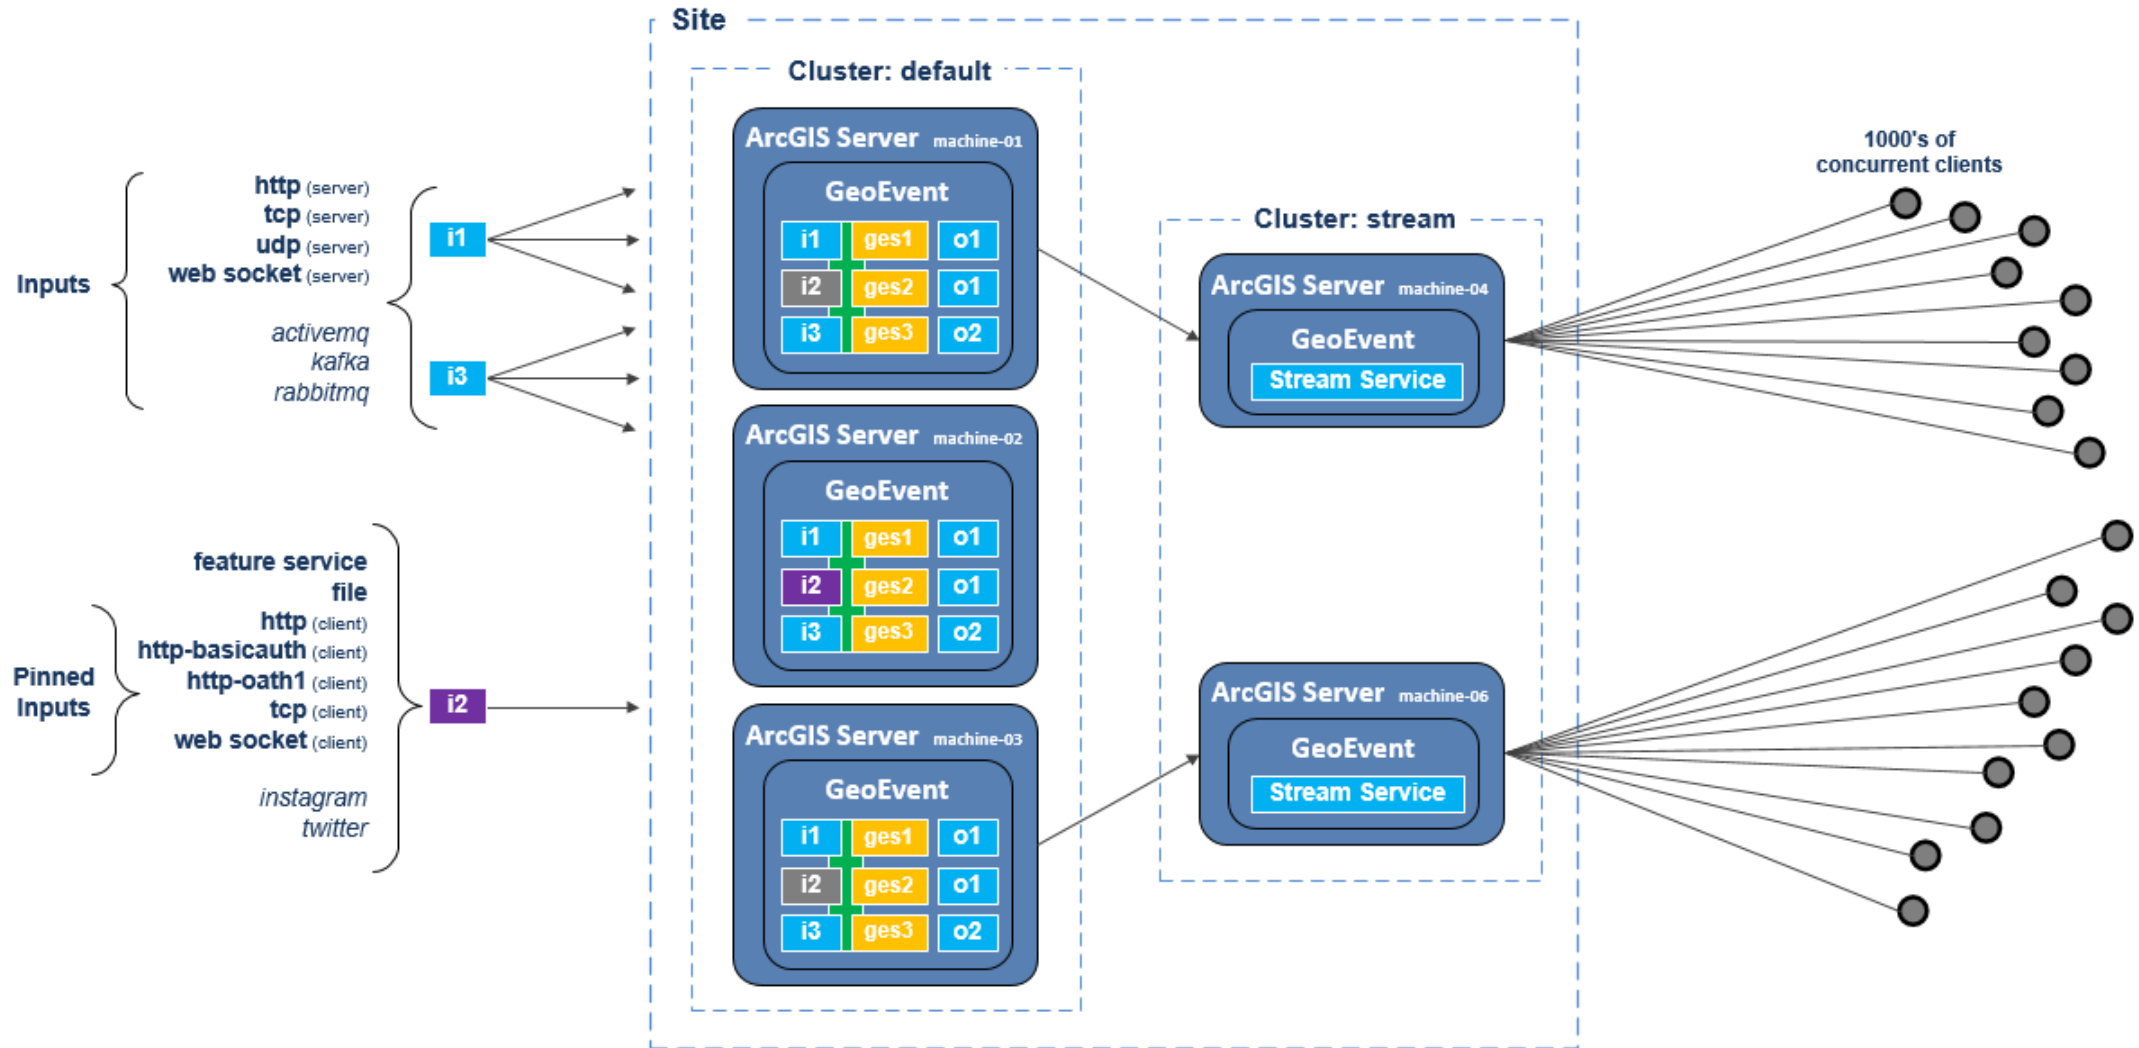 Site
Cluster: default
ArcGIS Server machine-01
GeoEvent
i1 ges1 o1
i2 ges2 o1
i3 ges3 o2
ArcGIS Server machine-02
GeoEvent
i1 ges1 o1
i2 ges2 o1
i3 ges3 o2
ArcGIS Server machine-03
GeoEvent
i1 ges1 o1
i2 ges2 o1
i3 ges3 o2
Inputs
http (server)
tcp (server)
udp (server)
web socket (server)
activemq
kafka
rabbitmq
i1
i3
Pinned
Inputs
feature service
file
http (client)
http-basicauth (client)
http-oath1 (client)
tcp (client)
web socket (client)
instagram
twitter
i2
Cluster: stream
ArcGIS Server machine-04
GeoEvent
Stream Service
ArcGIS Server machine-06
GeoEvent
Stream Service
1000's of
concurrent clients